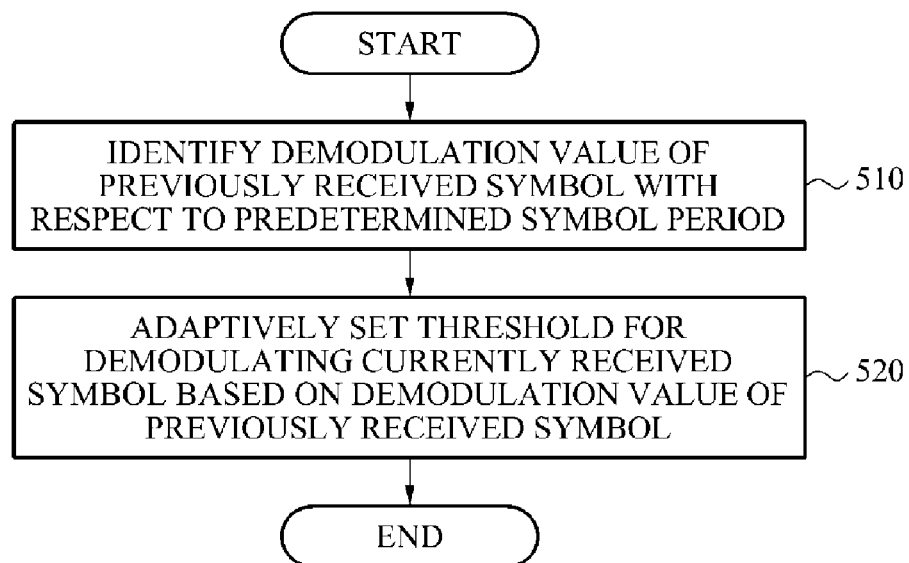 START
IDENTIFY DEMODULATION VALUE OF
PREVIOUSLY RECEIVED SYMBOL WITH
RESPECT TO PREDETERMINED SYMBOL PERIOD
510
ADAPTIVELY SET THRESHOLD FOR
DEMODULATING CURRENTLY RECEIVED
SYMBOL BASED ON DEMODULATION VALUE OF
PREVIOUSLY RECEIVED SYMBOL
520
END